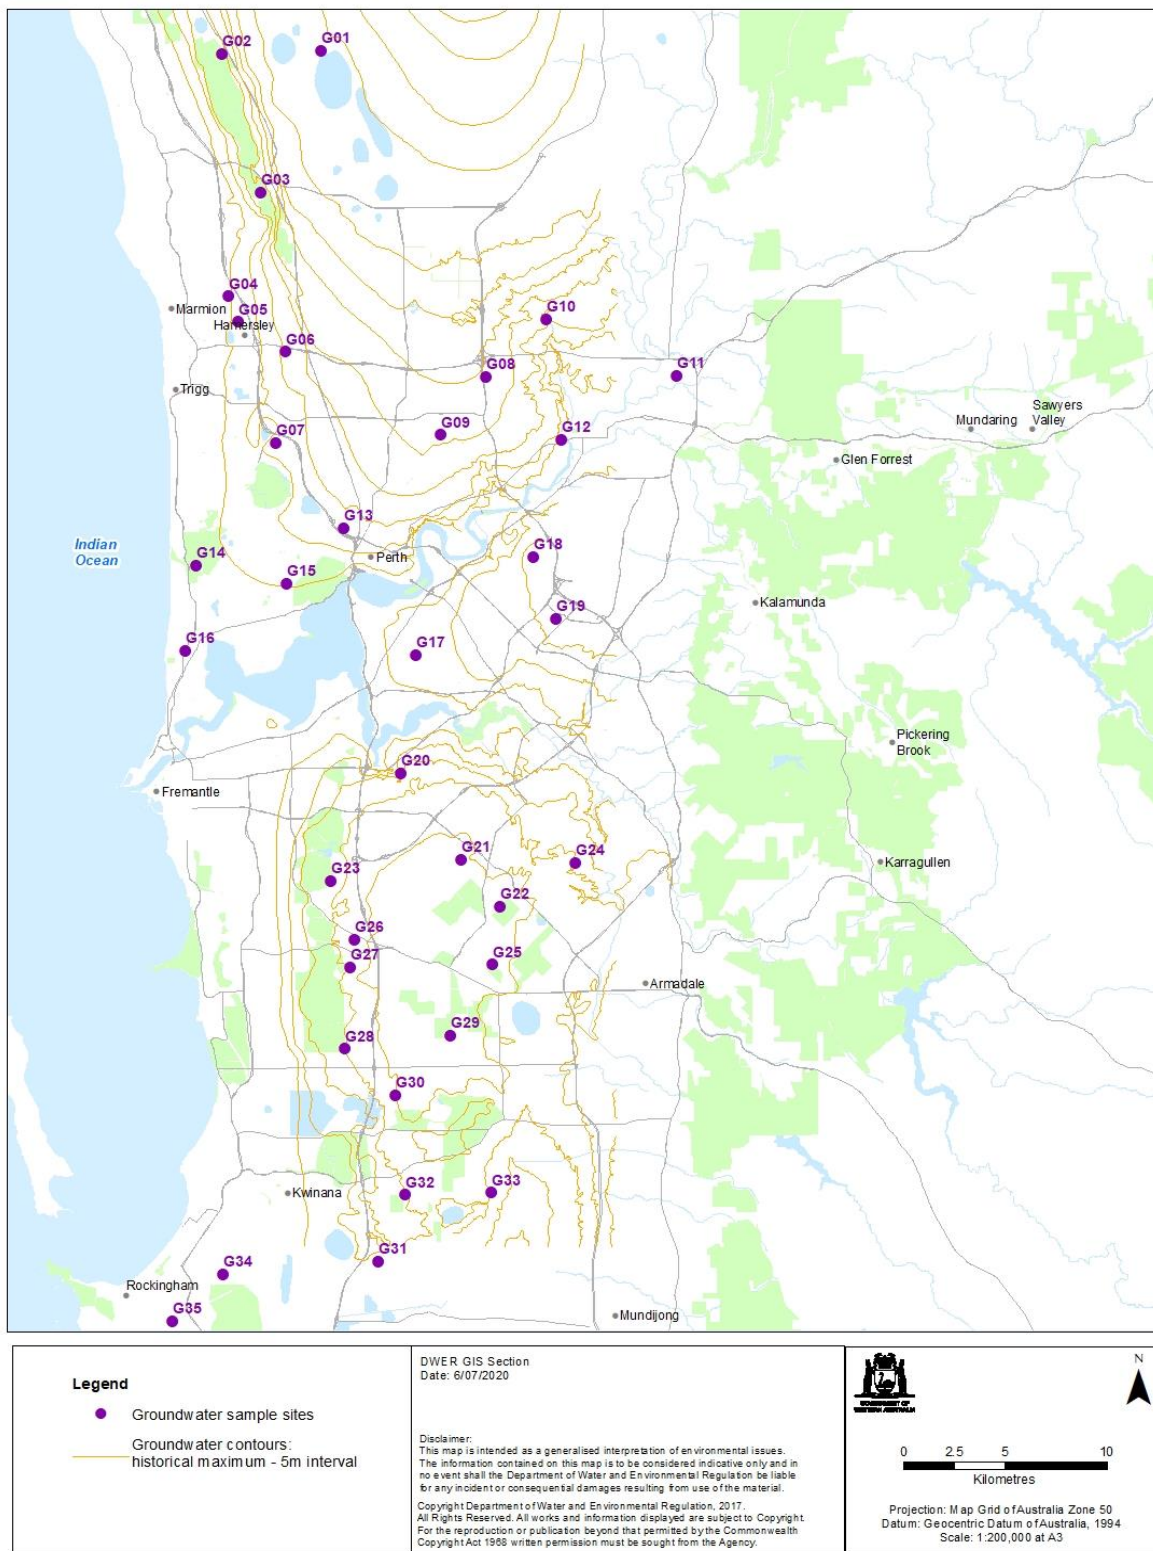 G02
G01
G03
G04
Marmion
G05
Hamersley
G06
G10
G08
G11
Trigg
G07
G09
G12
Mundaring
Sawyers
Valley
Glen Forrest
G13
Perth
G18
Indian
Ocean
G14
G15
G19
Kalamunda
G16
G17
Pickering
Brook
G20
Fremantle
G21
G24
Karragullen
G23
G22
G26
G27
G25
Armadale
G28
G29
G30
Kwinana
G32
G33
G31
G34
Rockingham
G35
Mundijong
Legend
Groundwater sample sites
Groundwater contours:
historical maximum - 5m interval
DWER GIS Section
Date: 6/07/2020
Disclaimer:
This map is intended as a generalised interpretation of environmental issues.
The information contained on this map is to be considered indicative only and in
no event shall the Department of Water and Environmental Regulation be liable
for any incident or consequential damages resulting from use of the material.
Copyright Department of Water and Environmental Regulation, 2017.
All Rights Reserved. All works and information displayed are subject to Copyright.
For the reproduction or publication beyond that permitted by the Commonwealth
Copyright Act 1968 written permission must be sought from the Agency.
GOVERNMENT OF
WESTERN AUSTRALIA
N
0 2.5 5 10
Kilometres
Projection: Map Grid of Australia Zone 50
Datum: Geocentric Datum of Australia, 1994
Scale: 1:200,000 at A3